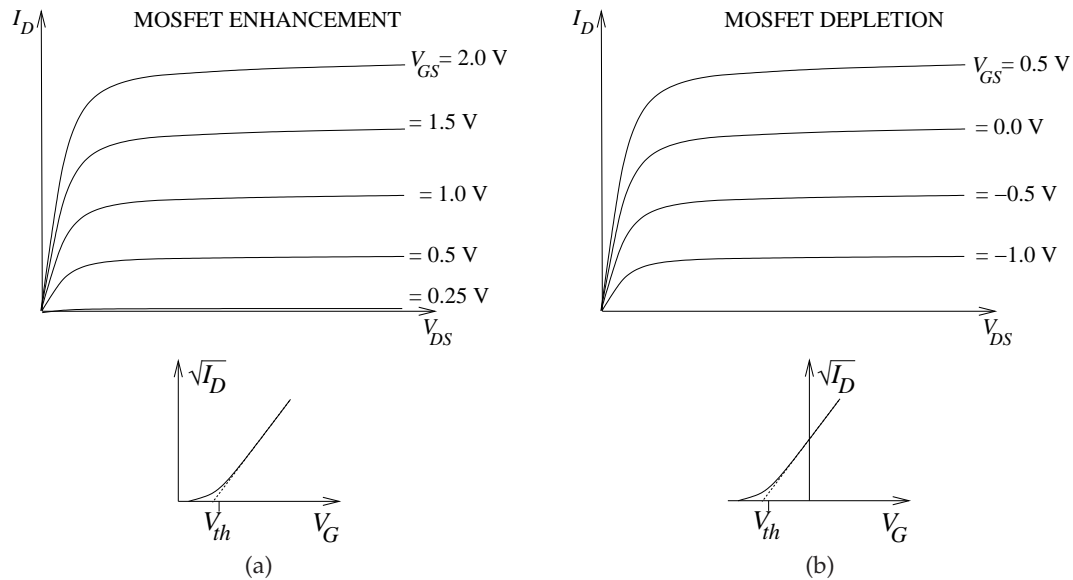 MOSFET ENHANCEMENT
I_D
V_GS = 2.0 V
= 1.5 V
= 1.0 V
= 0.5 V
= 0.25 V
V_DS
√I_D
V_th
V_G
(a)
MOSFET DEPLETION
I_D
V_GS = 0.5 V
= 0.0 V
= −0.5 V
= −1.0 V
V_DS
√I_D
V_th
V_G
(b)